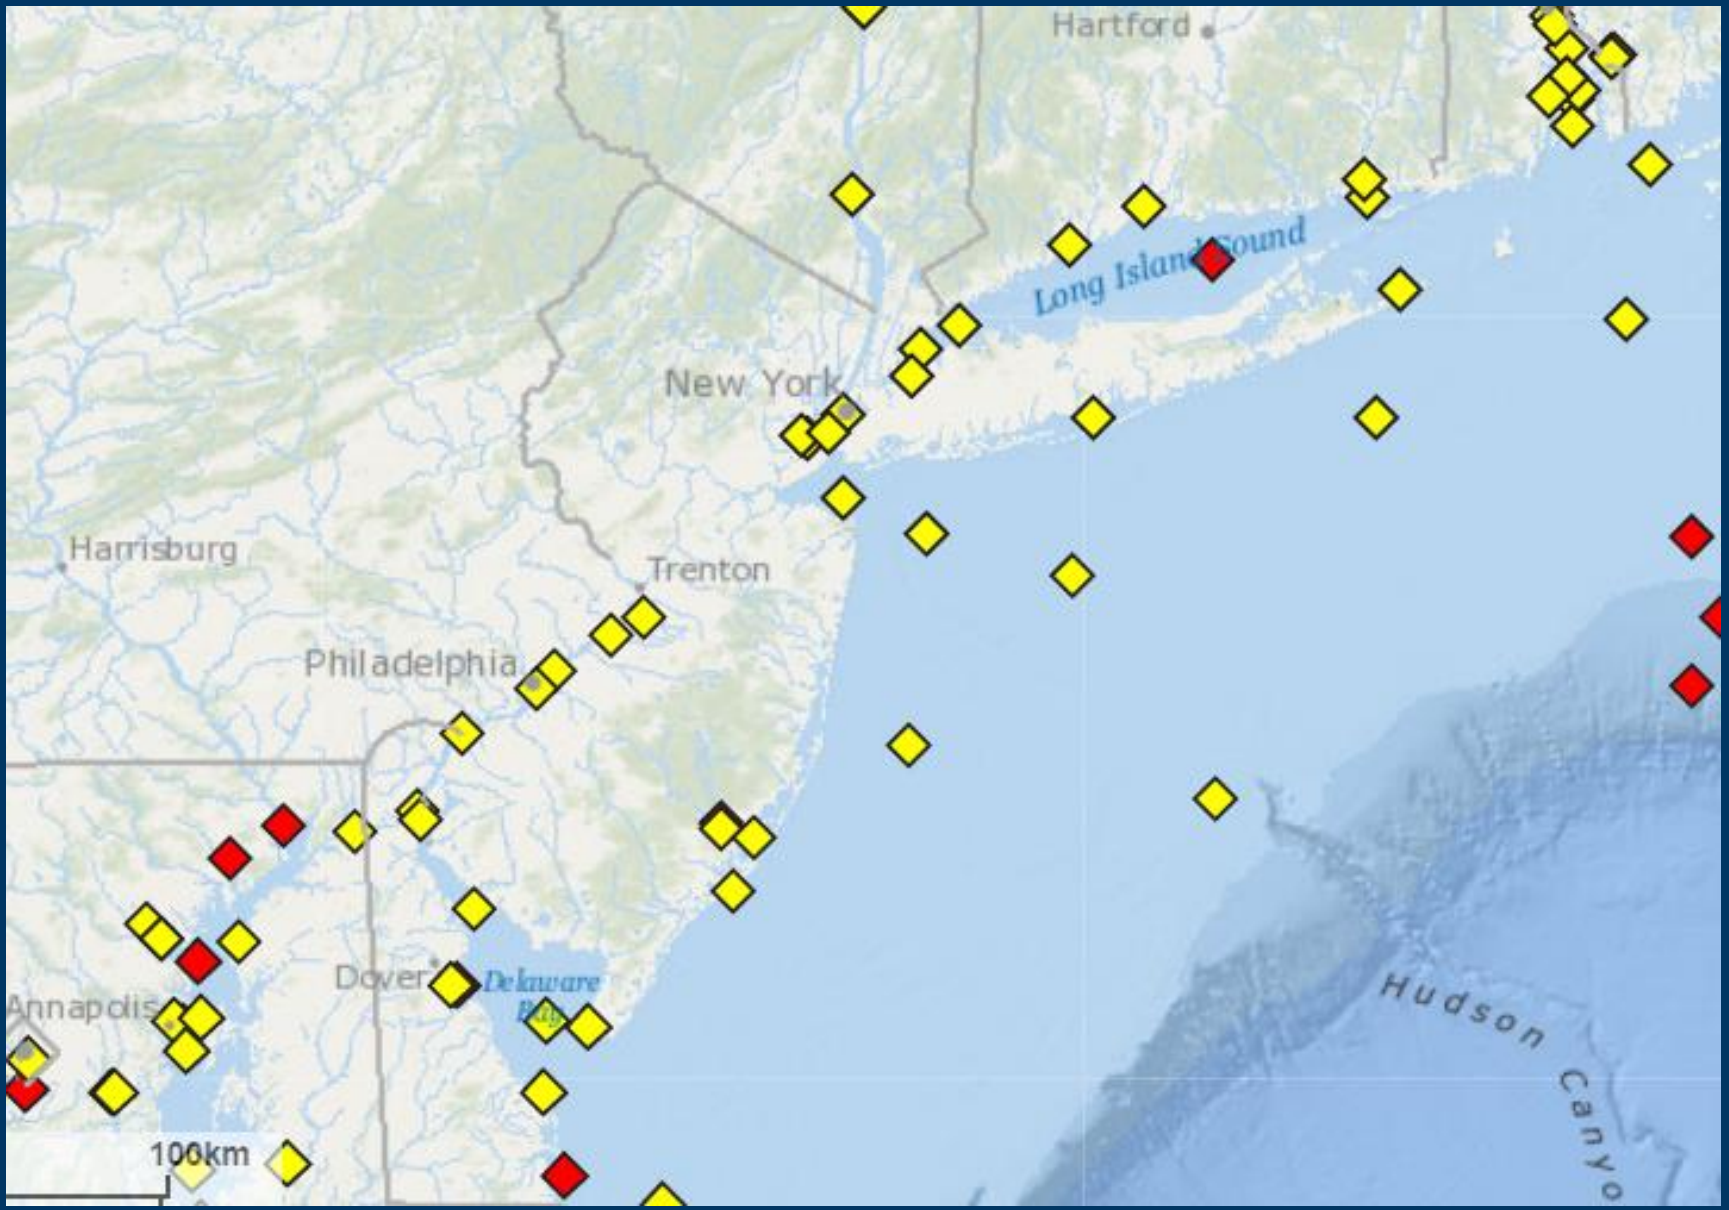 Hartford
Long Island Sound
New York
Harrisburg
Trenton
Philadelphia
Dover
Delaware
Bay
Annapolis
Hudson
Canyo
100km